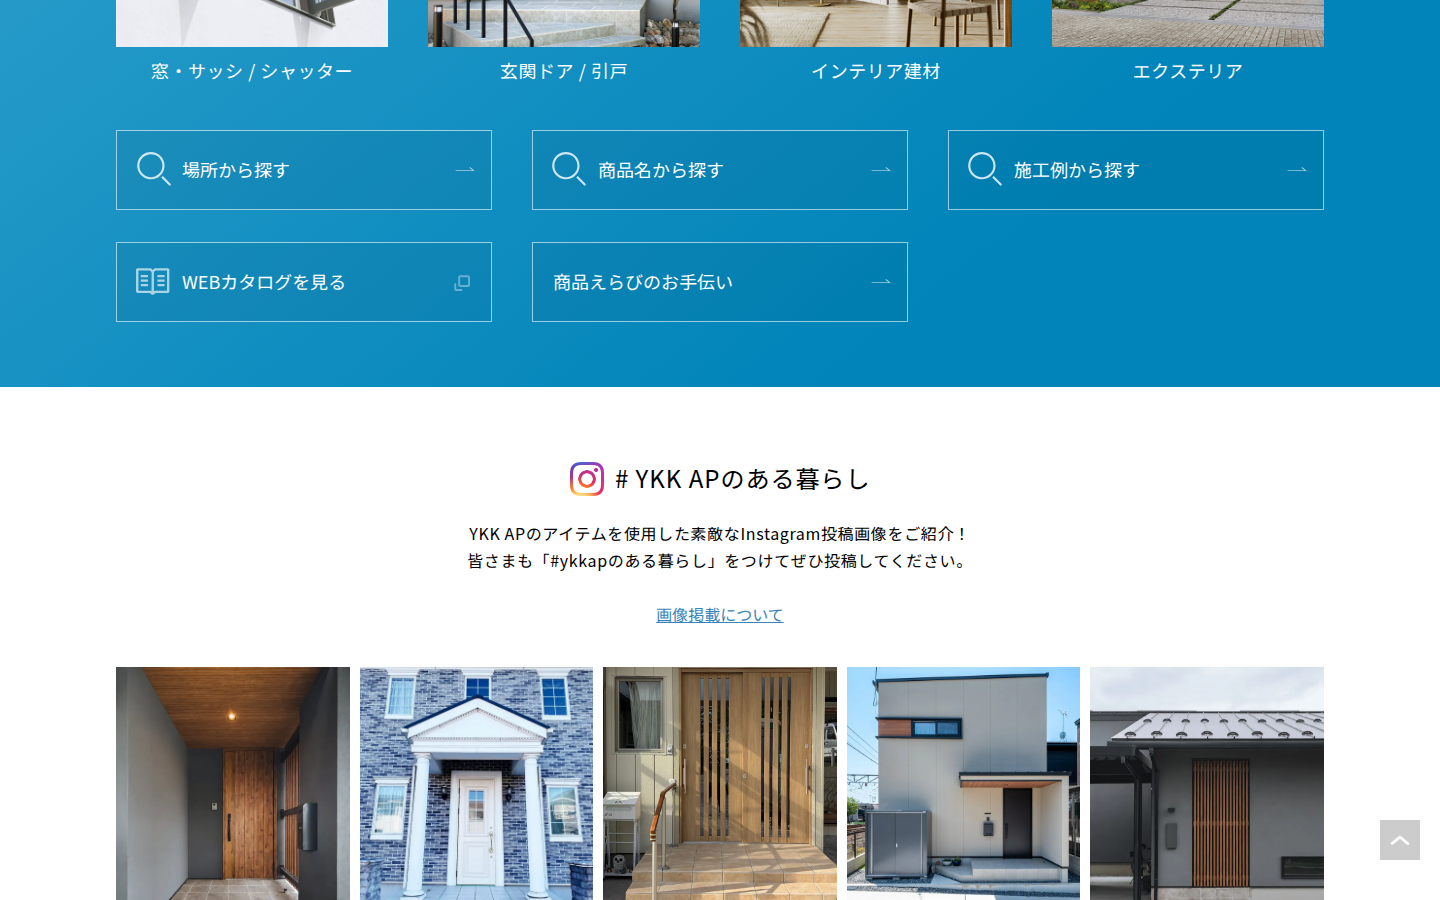 窓・サッシ / シャッター
玄関ドア / 引戸
インテリア建材
エクステリア
場所から探す
商品名から探す
施工例から探す
WEBカタログを見る
商品えらびのお手伝い
# YKK APのある暮らし
YKK APのアイテムを使用した素敵なInstagram投稿画像をご紹介！
皆さまも「#ykkapのある暮らし」をつけてぜひ投稿してください。
画像掲載について